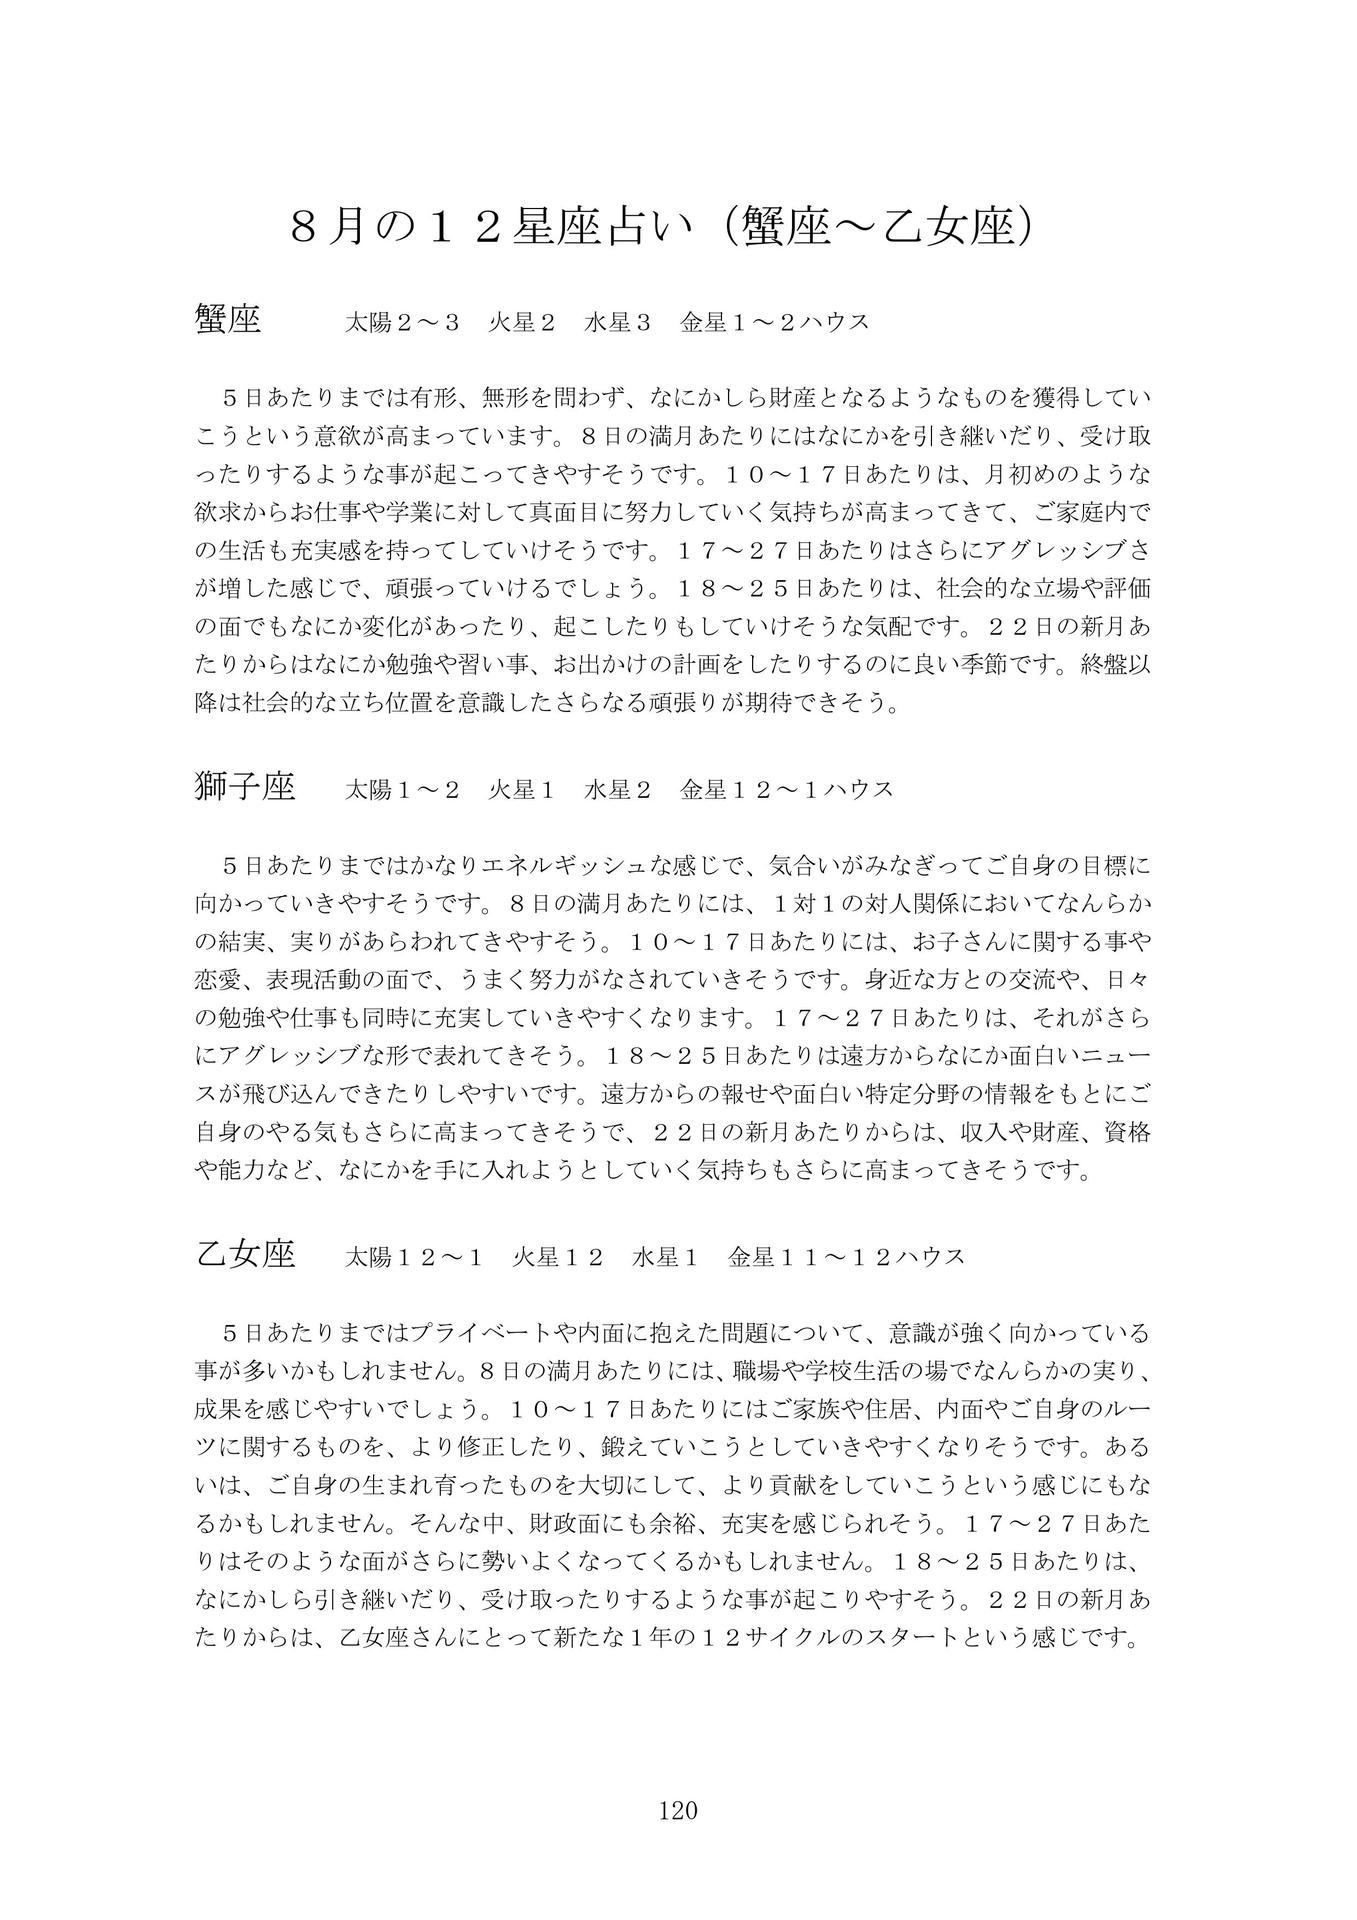 ８月の１２星座占い（蟹座～乙女座）
蟹座　　　太陽２～３　火星２　水星３　金星１～２ハウス
　５日あたりまでは有形、無形を問わず、なにかしら財産となるようなものを獲得してい
こうという意欲が高まっています。８日の満月あたりにはなにかを引き継いだり、受け取
ったりするような事が起こってきやすそうです。１０～１７日あたりは、月初めのような
欲求からお仕事や学業に対して真面目に努力していく気持ちが高まってきて、ご家庭内で
の生活も充実感を持ってしていけそうです。１７～２７日あたりはさらにアグレッシブさ
が増した感じで、頑張っていけるでしょう。１８～２５日あたりは、社会的な立場や評価
の面でもなにか変化があったり、起こしたりもしていけそうな気配です。２２日の新月あ
たりからはなにか勉強や習い事、お出かけの計画をしたりするのに良い季節です。終盤以
降は社会的な立ち位置を意識したさらなる頑張りが期待できそう。
獅子座　　太陽１～２　火星１　水星２　金星１２～１ハウス
　５日あたりまではかなりエネルギッシュな感じで、気合いがみなぎってご自身の目標に
向かっていきやすそうです。８日の満月あたりには、１対１の対人関係においてなんらか
の結実、実りがあらわれてきやすそう。１０～１７日あたりには、お子さんに関する事や
恋愛、表現活動の面で、うまく努力がなされていきそうです。身近な方との交流や、日々
の勉強や仕事も同時に充実していきやすくなります。１７～２７日あたりは、それがさら
にアグレッシブな形で表れてきそう。１８～２５日あたりは遠方からなにか面白いニュー
スが飛び込んできたりしやすいです。遠方からの報せや面白い特定分野の情報をもとにご
自身のやる気もさらに高まってきそうで、２２日の新月あたりからは、収入や財産、資格
や能力など、なにかを手に入れようとしていく気持ちもさらに高まってきそうです。
乙女座　　太陽１２～１　火星１２　水星１　金星１１～１２ハウス
　５日あたりまではプライベートや内面に抱えた問題について、意識が強く向かっている
事が多いかもしれません。８日の満月あたりには、職場や学校生活の場でなんらかの実り、
成果を感じやすいでしょう。１０～１７日あたりにはご家族や住居、内面やご自身のルー
ツに関するものを、より修正したり、鍛えていこうとしていきやすくなりそうです。ある
いは、ご自身の生まれ育ったものを大切にして、より貢献をしていこうという感じにもな
るかもしれません。そんな中、財政面にも余裕、充実を感じられそう。１７～２７日あた
りはそのような面がさらに勢いよくなってくるかもしれません。１８～２５日あたりは、
なにかしら引き継いだり、受け取ったりするような事が起こりやすそう。２２日の新月あ
たりからは、乙女座さんにとって新たな１年の１２サイクルのスタートという感じです。
120